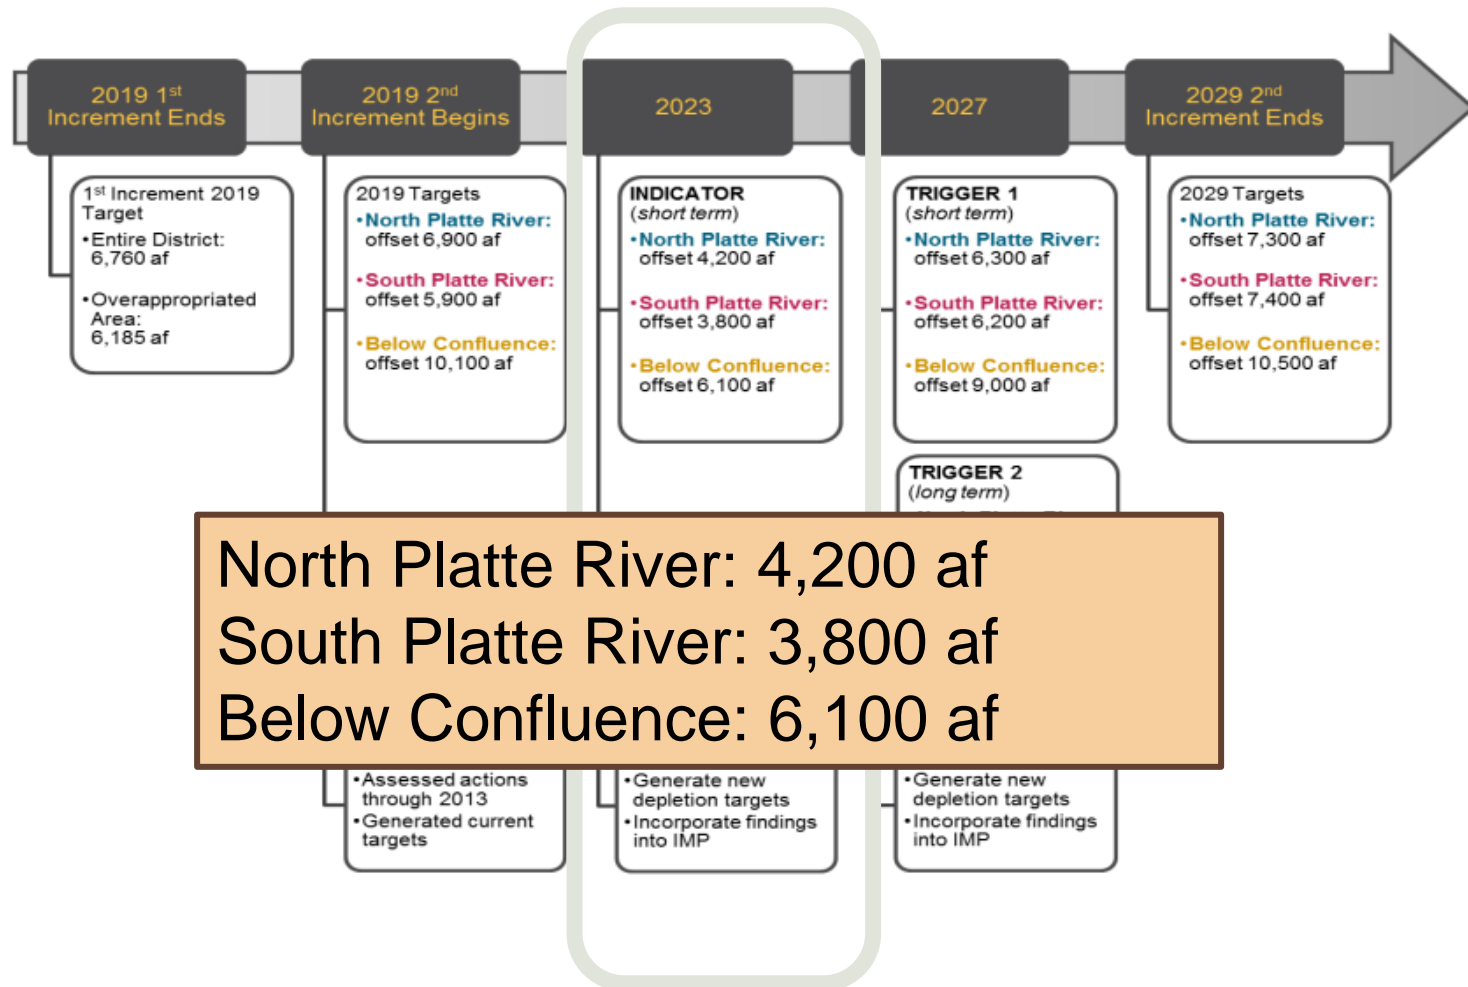 2019 1st
Increment Ends
2019 2nd
Increment Begins
2023
2027
2029 2nd
Increment Ends
1st Increment 2019
Target
•Entire District:
6,760 af
•Overappropriated
Area:
6,185 af
2019 Targets
•North Platte River:
offset 6,900 af
•South Platte River:
offset 5,900 af
•Below Confluence:
offset 10,100 af
INDICATOR
(short term)
•North Platte River:
offset 4,200 af
•South Platte River:
offset 3,800 af
•Below Confluence:
offset 6,100 af
TRIGGER 1
(short term)
•North Platte River:
offset 6,300 af
•South Platte River:
offset 6,200 af
•Below Confluence:
offset 9,000 af
2029 Targets
•North Platte River:
offset 7,300 af
•South Platte River:
offset 7,400 af
•Below Confluence:
offset 10,500 af
TRIGGER 2
(long term)
North Platte River: 4,200 af
South Platte River: 3,800 af
Below Confluence: 6,100 af
•Assessed actions
through 2013
•Generated current
targets
•Generate new
depletion targets
•Incorporate findings
into IMP
•Generate new
depletion targets
•Incorporate findings
into IMP